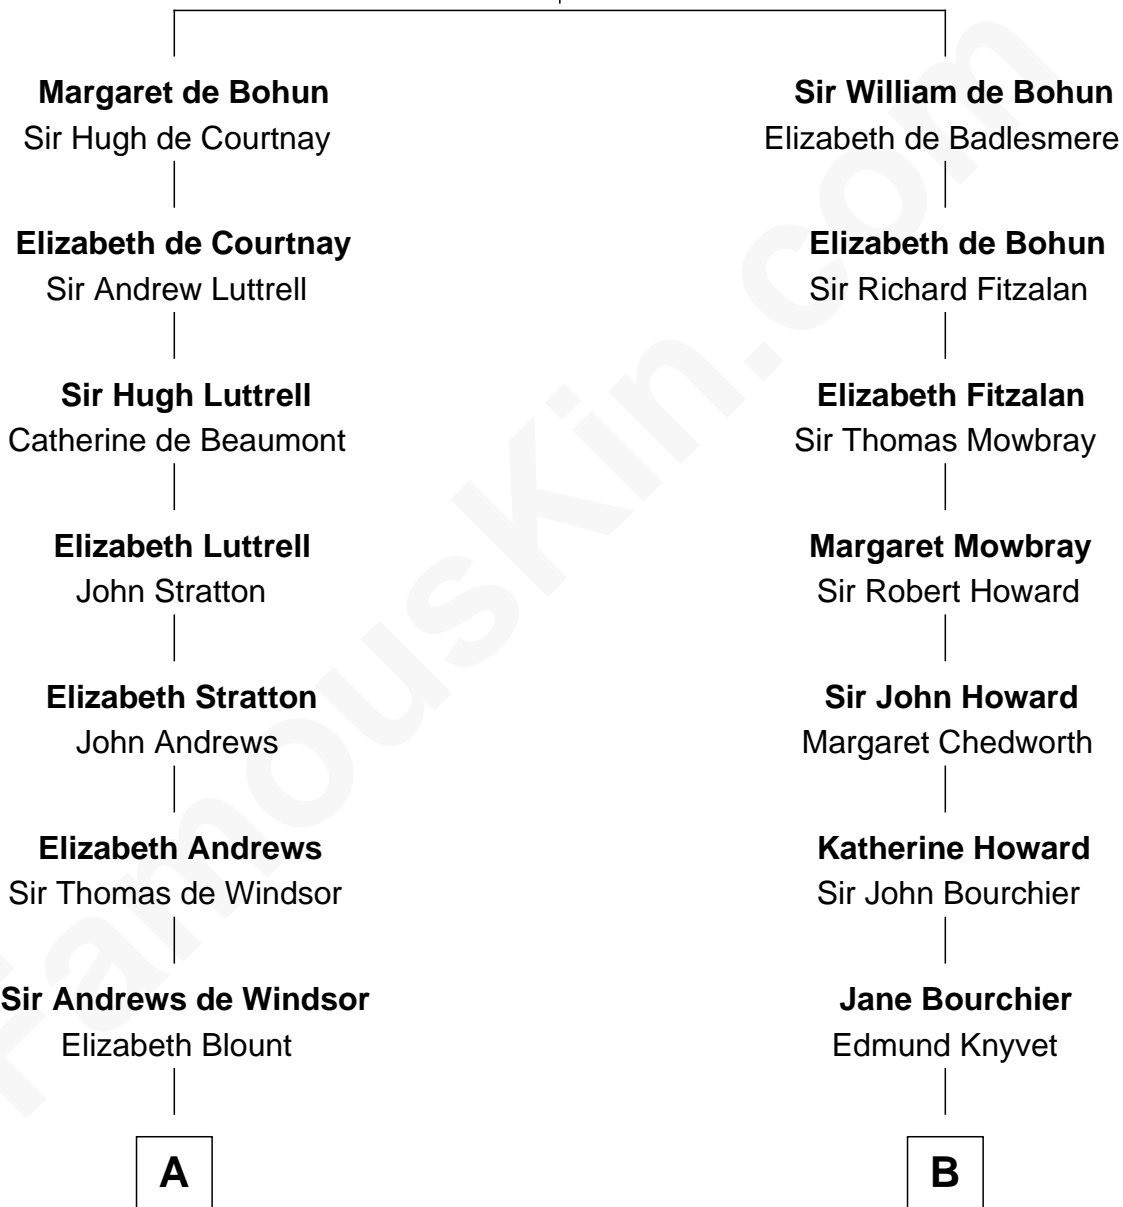 Margaret de Bohun
Sir Hugh de Courtnay
Elizabeth de Courtnay
Sir Andrew Luttrell
Sir Hugh Luttrell
Catherine de Beaumont
Elizabeth Luttrell
John Stratton
Elizabeth Stratton
John Andrews
Elizabeth Andrews
Sir Thomas de Windsor
Sir Andrews de Windsor
Elizabeth Blount
A
Sir William de Bohun
Elizabeth de Badlesmere
Elizabeth de Bohun
Sir Richard Fitzalan
Elizabeth Fitzalan
Sir Thomas Mowbray
Margaret Mowbray
Sir Robert Howard
Sir John Howard
Margaret Chedworth
Katherine Howard
Sir John Bourchier
Jane Bourchier
Edmund Knyvet
B
FamousKin.com